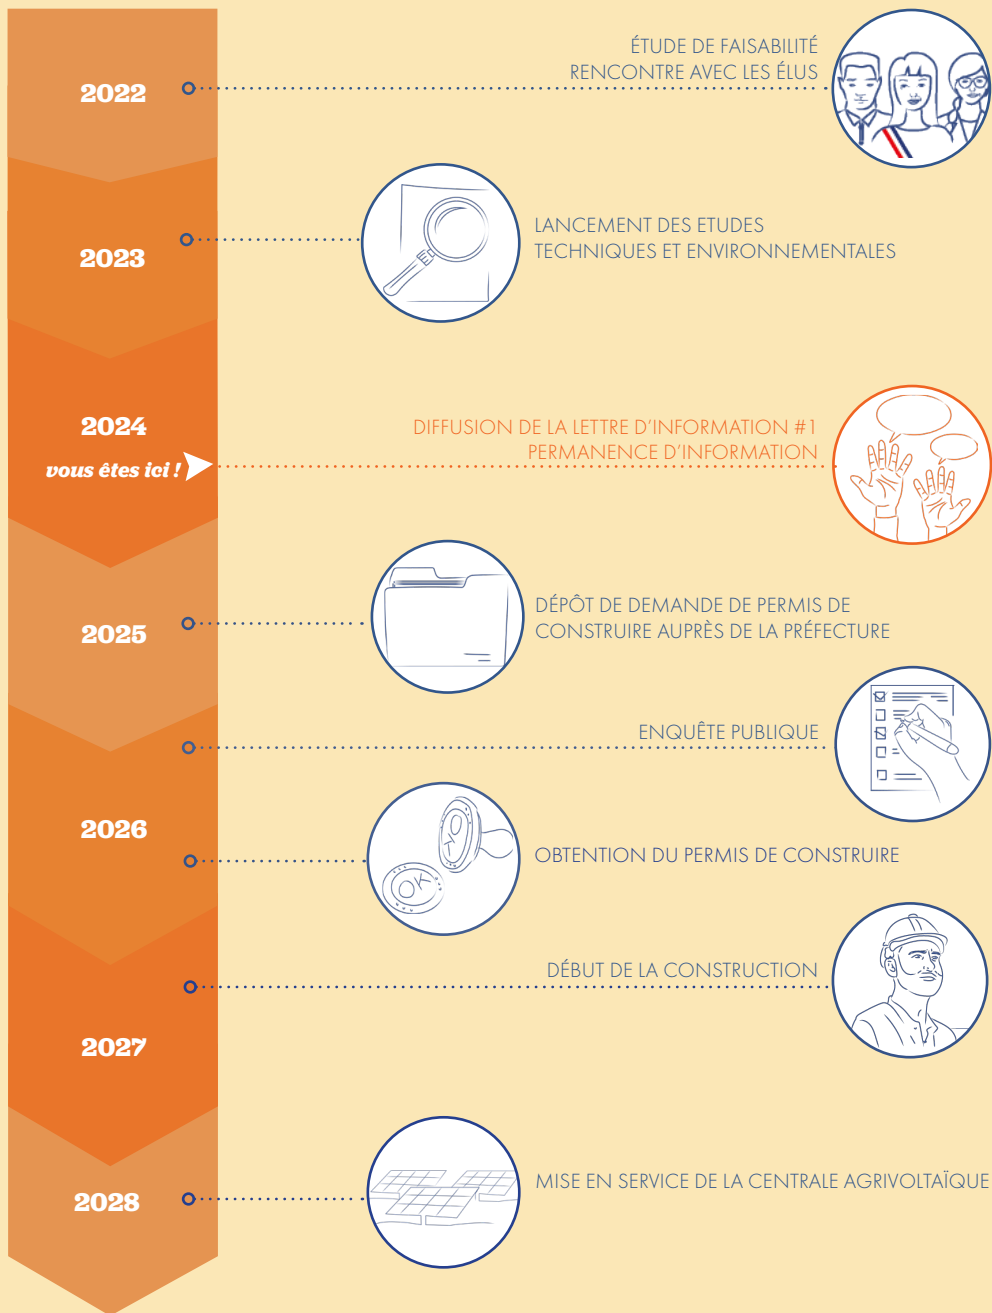 2022
ÉTUDE DE FAISABILITÉ
RENCONTRE AVEC LES ÉLUS
2023
LANCEMENT DES ETUDES
TECHNIQUES ET ENVIRONNEMENTALES
2024
vous êtes ici !
DIFFUSION DE LA LETTRE D'INFORMATION #1
PERMANENCE D'INFORMATION
2025
DÉPÔT DE DEMANDE DE PERMIS DE
CONSTRUIRE AUPRÈS DE LA PRÉFECTURE
ENQUÊTE PUBLIQUE
2026
OK
OK
OBTENTION DU PERMIS DE CONSTRUIRE
DÉBUT DE LA CONSTRUCTION
2027
2028
MISE EN SERVICE DE LA CENTRALE AGRIVOLTAÏQUE